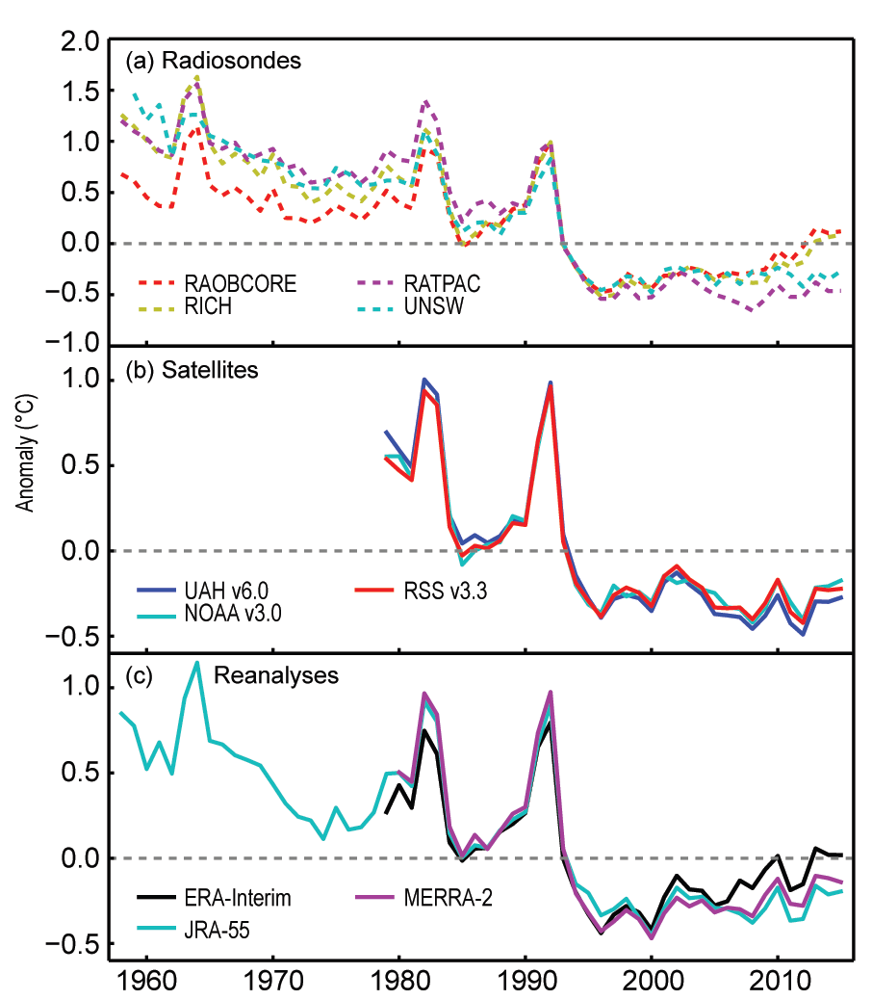 2.0
(a) Radiosondes
1.5
1.0
0.5
0.0
RAOBCORE RATPAC
−0.5
RICH UNSW
−1.0
(b) Satellites
1.0
Anomaly (°C)
0.5
0.0
UAH v6.0 RSS v3.3
NOAA v3.0
−0.5
(c) Reanalyses
1.0
0.5
0.0
ERA-Interim MERRA-2
JRA-55
−0.5
1960 1970 1980 1990 2000 2010